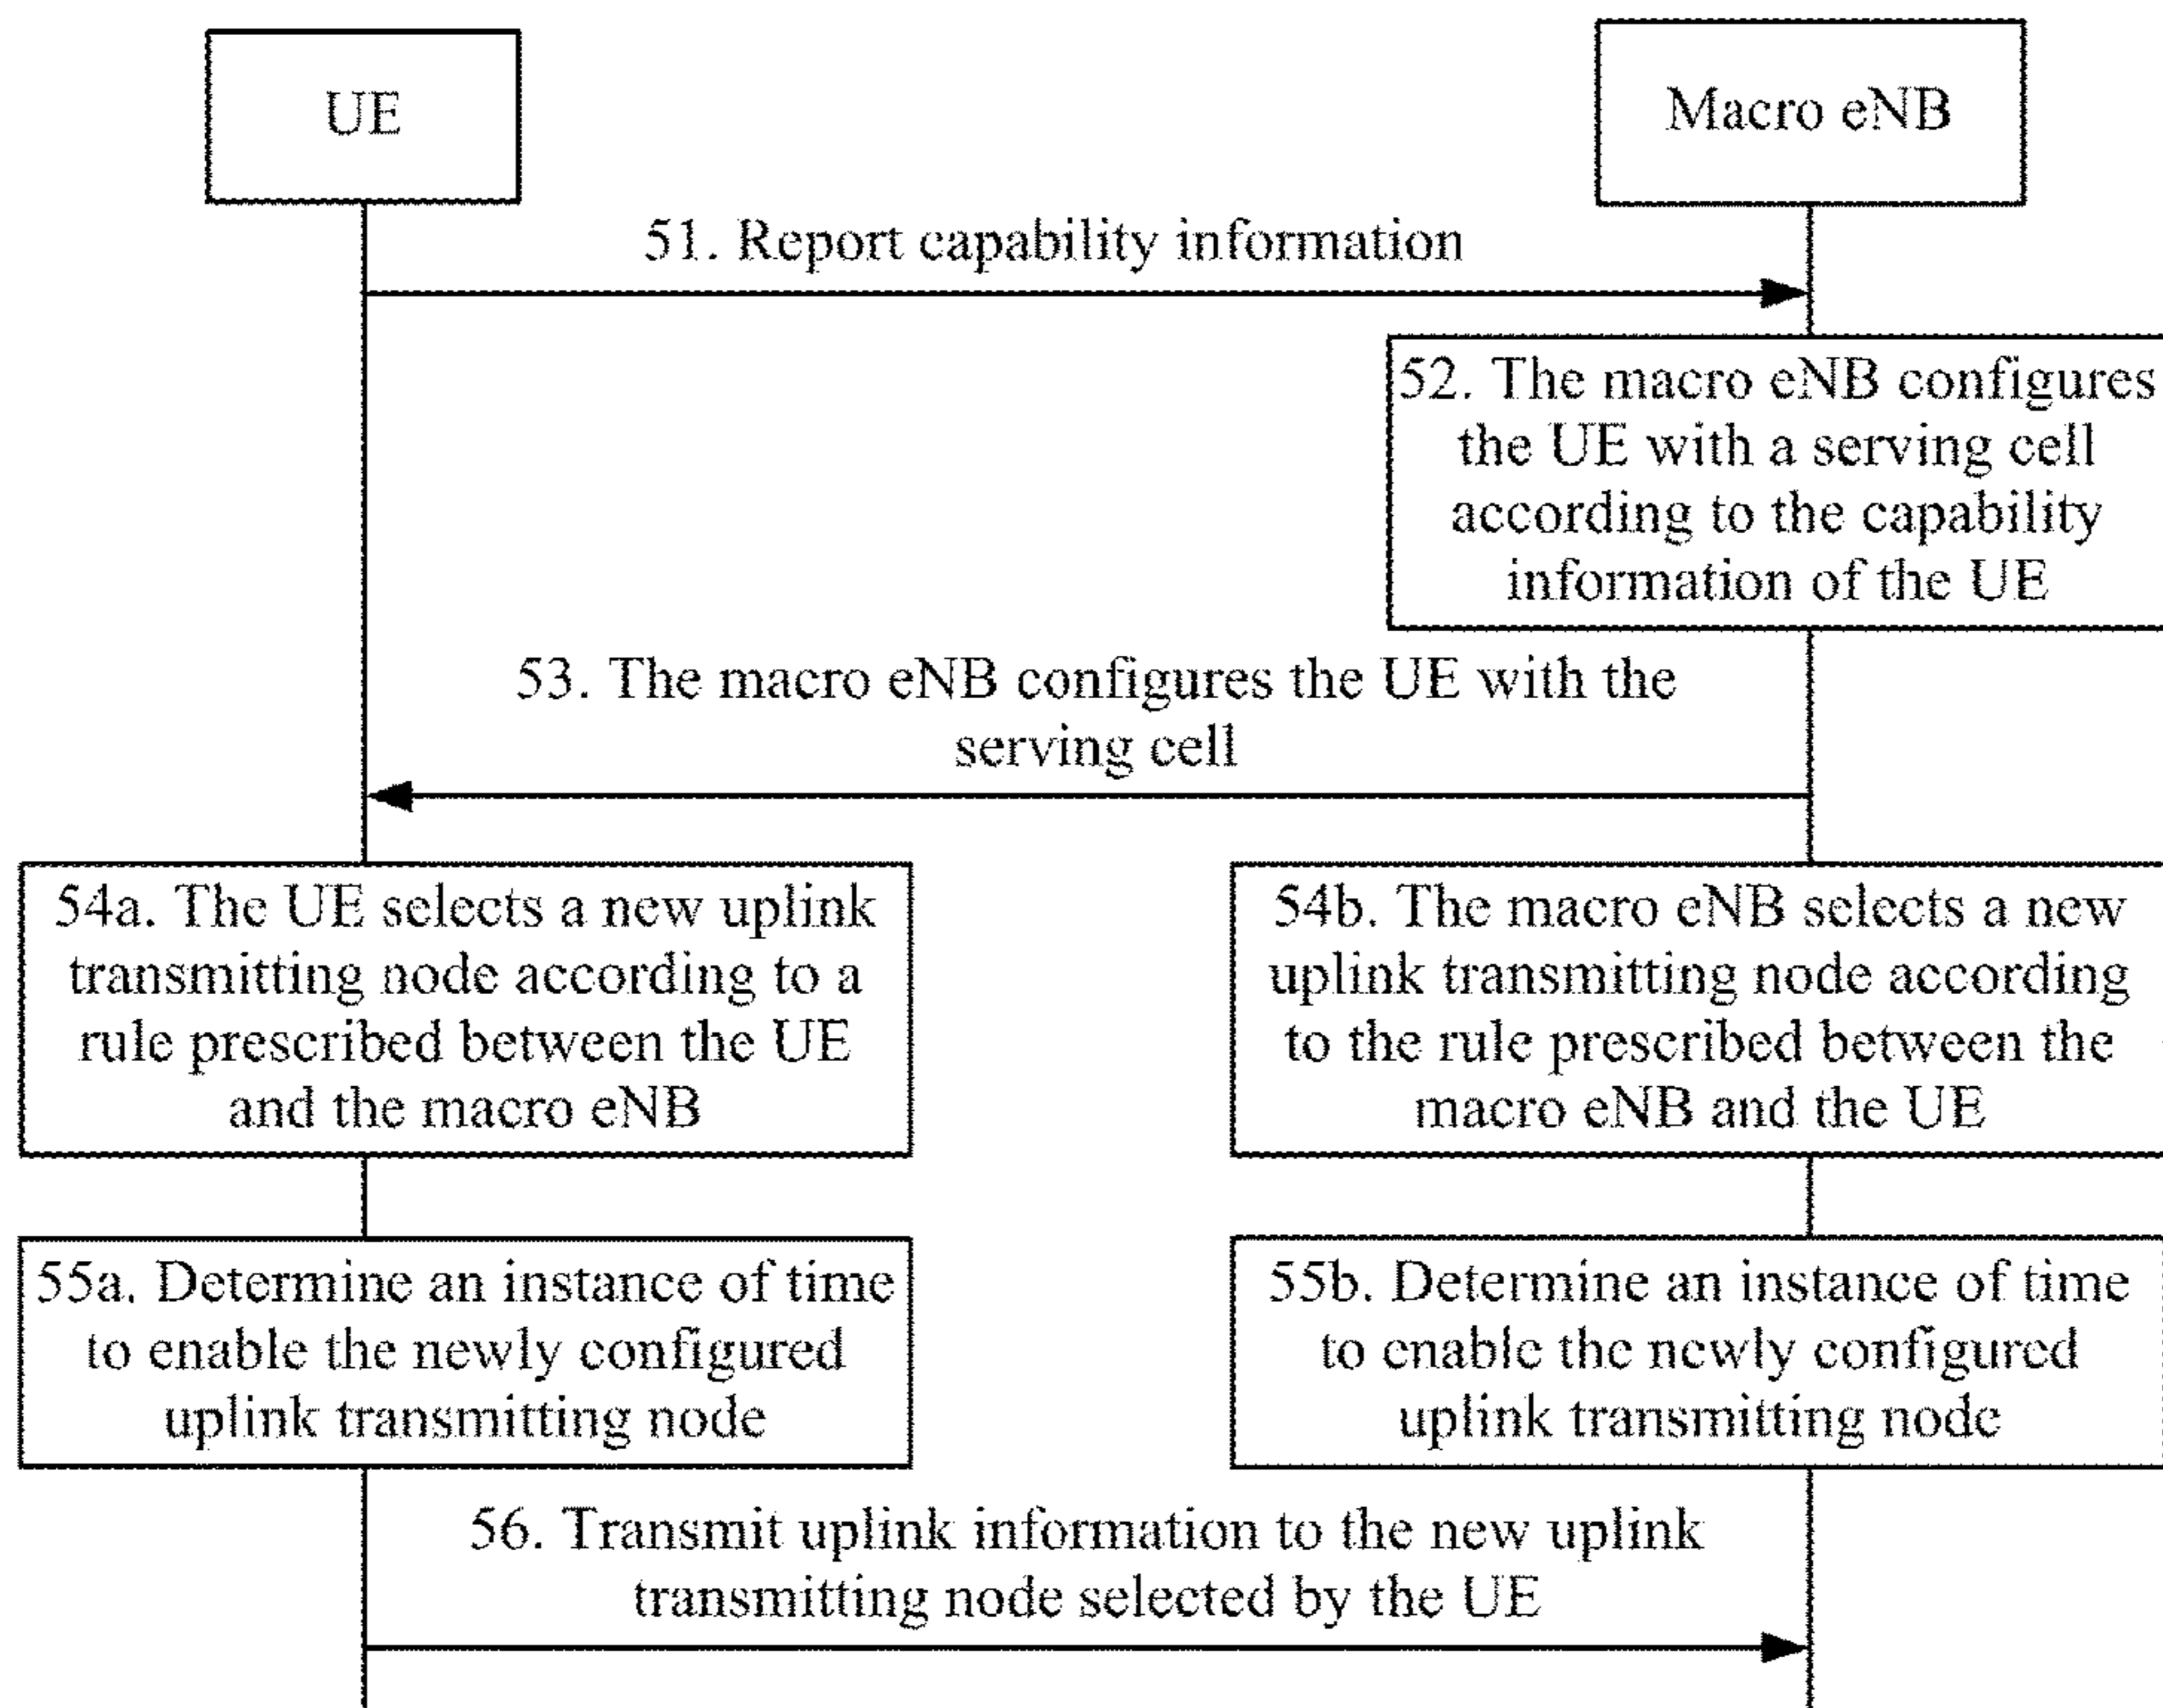 UE
Macro eNB
51. Report capability information
52. The macro eNB configures
the UE with a serving cell
according to the capability
information of the UE
53. The macro eNB configures the UE with the
serving cell
54a. The UE selects a new uplink
transmitting node according to a
rule prescribed between the UE
and the macro eNB
54b. The macro eNB selects a new
uplink transmitting node according
to the rule prescribed between the
macro eNB and the UE
55a. Determine an instance of time
to enable the newly configured
uplink transmitting node
55b. Determine an instance of time
to enable the newly configured
uplink transmitting node
56. Transmit uplink information to the new uplink
transmitting node selected by the UE